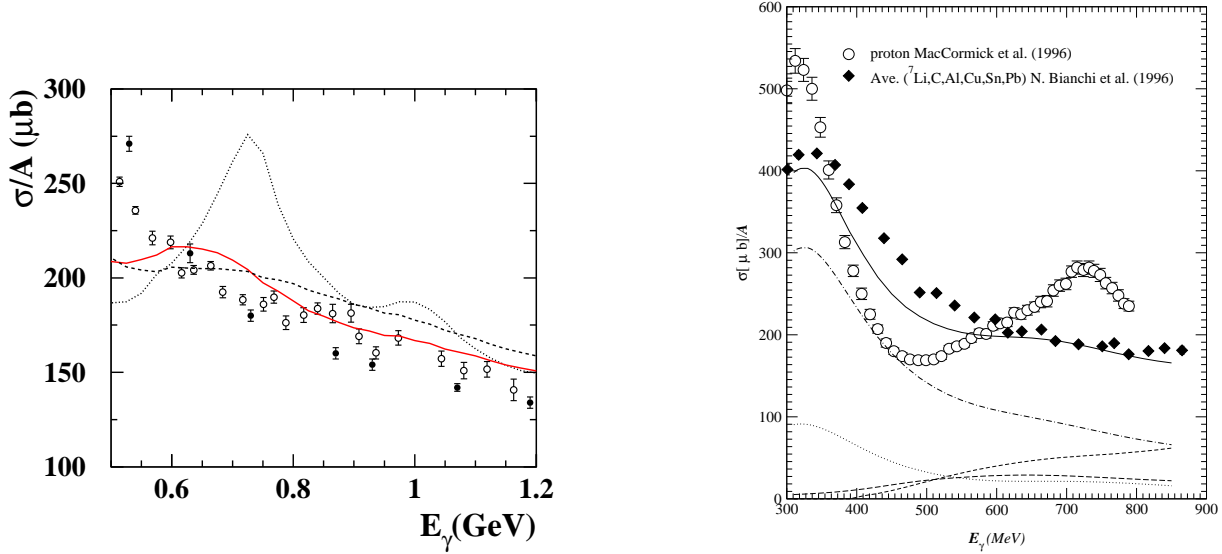 300
250
200
150
100
σ/A (μb)
0.6 0.8 1 1.2
E_γ(GeV)
600
500
400
300
200
100
0
σ[ μ b]/A
proton MacCormick et al. (1996)
Ave. (⁷Li,C,Al,Cu,Sn,Pb) N. Bianchi et al. (1996)
300 400 500 600 700 800 900
E_γ (MeV)